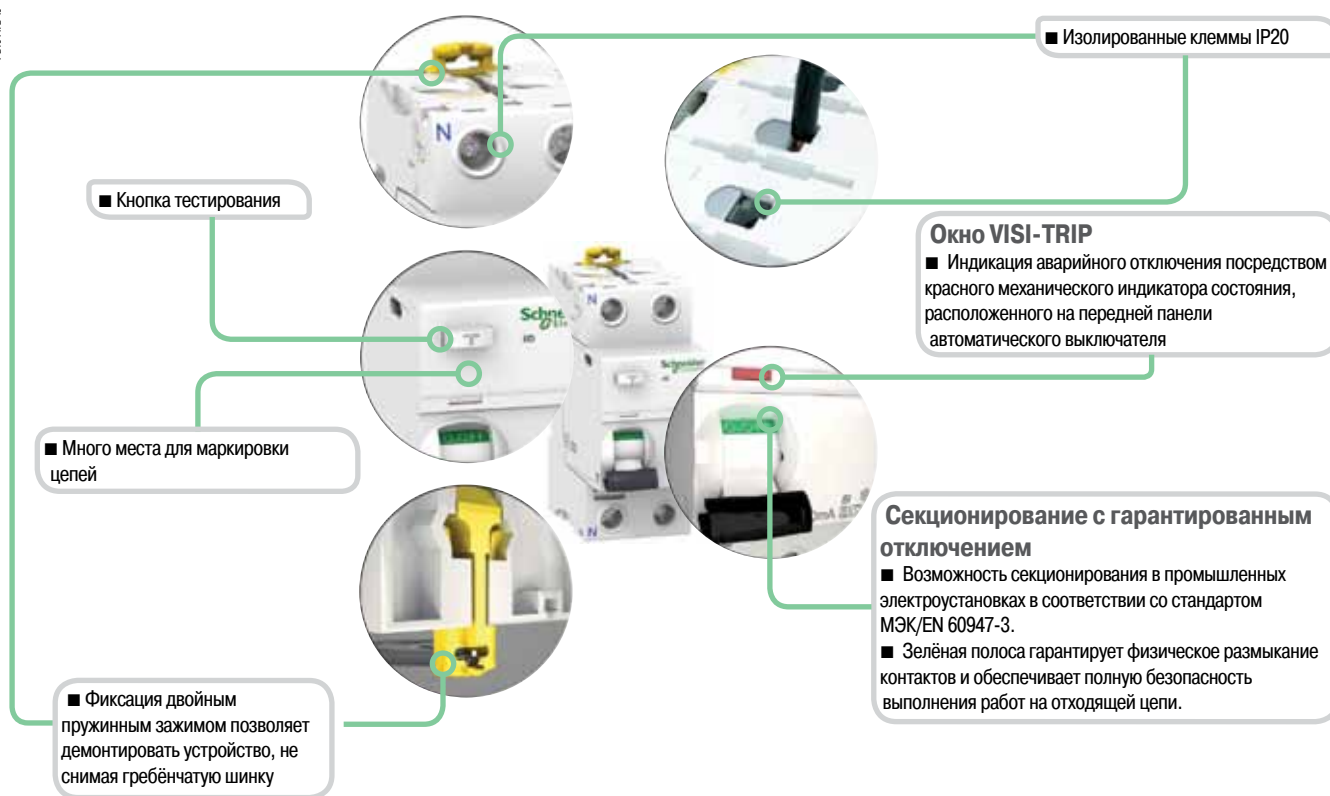 ■ Изолированные клеммы IP20
N
■ Кнопка тестирования
Окно VISI-TRIP
■ Индикация аварийного отключения посредством
красного механического индикатора состояния,
расположенного на передней панели
автоматического выключателя
Schne
N
Schneider
■ Много места для маркировки
цепей
N
Секционирование с гарантированным
отключением
■ Возможность секционирования в промышленных
электроустановках в соответствии со стандартом
МЭК/EN 60947-3.
■ Зелёная полоса гарантирует физическое размыкание
контактов и обеспечивает полную безопасность
выполнения работ на отходящей цепи.
■ Фиксация двойным
пружинным зажимом позволяет
демонтировать устройство, не
снимая гребёнчатую шинку